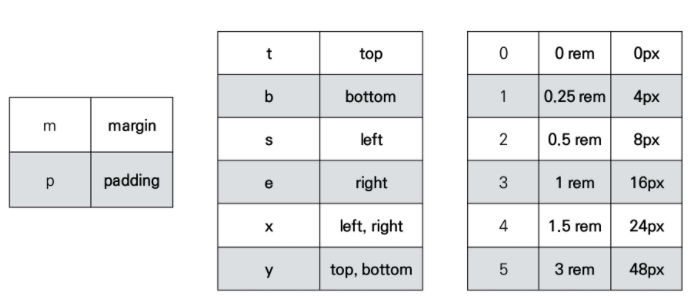 m margin
p padding
t top
b bottom
s left
e right
x left, right
y top, bottom
0 0 rem 0px
1 0.25 rem 4px
2 0.5 rem 8px
3 1 rem 16px
4 1.5 rem 24px
5 3 rem 48px